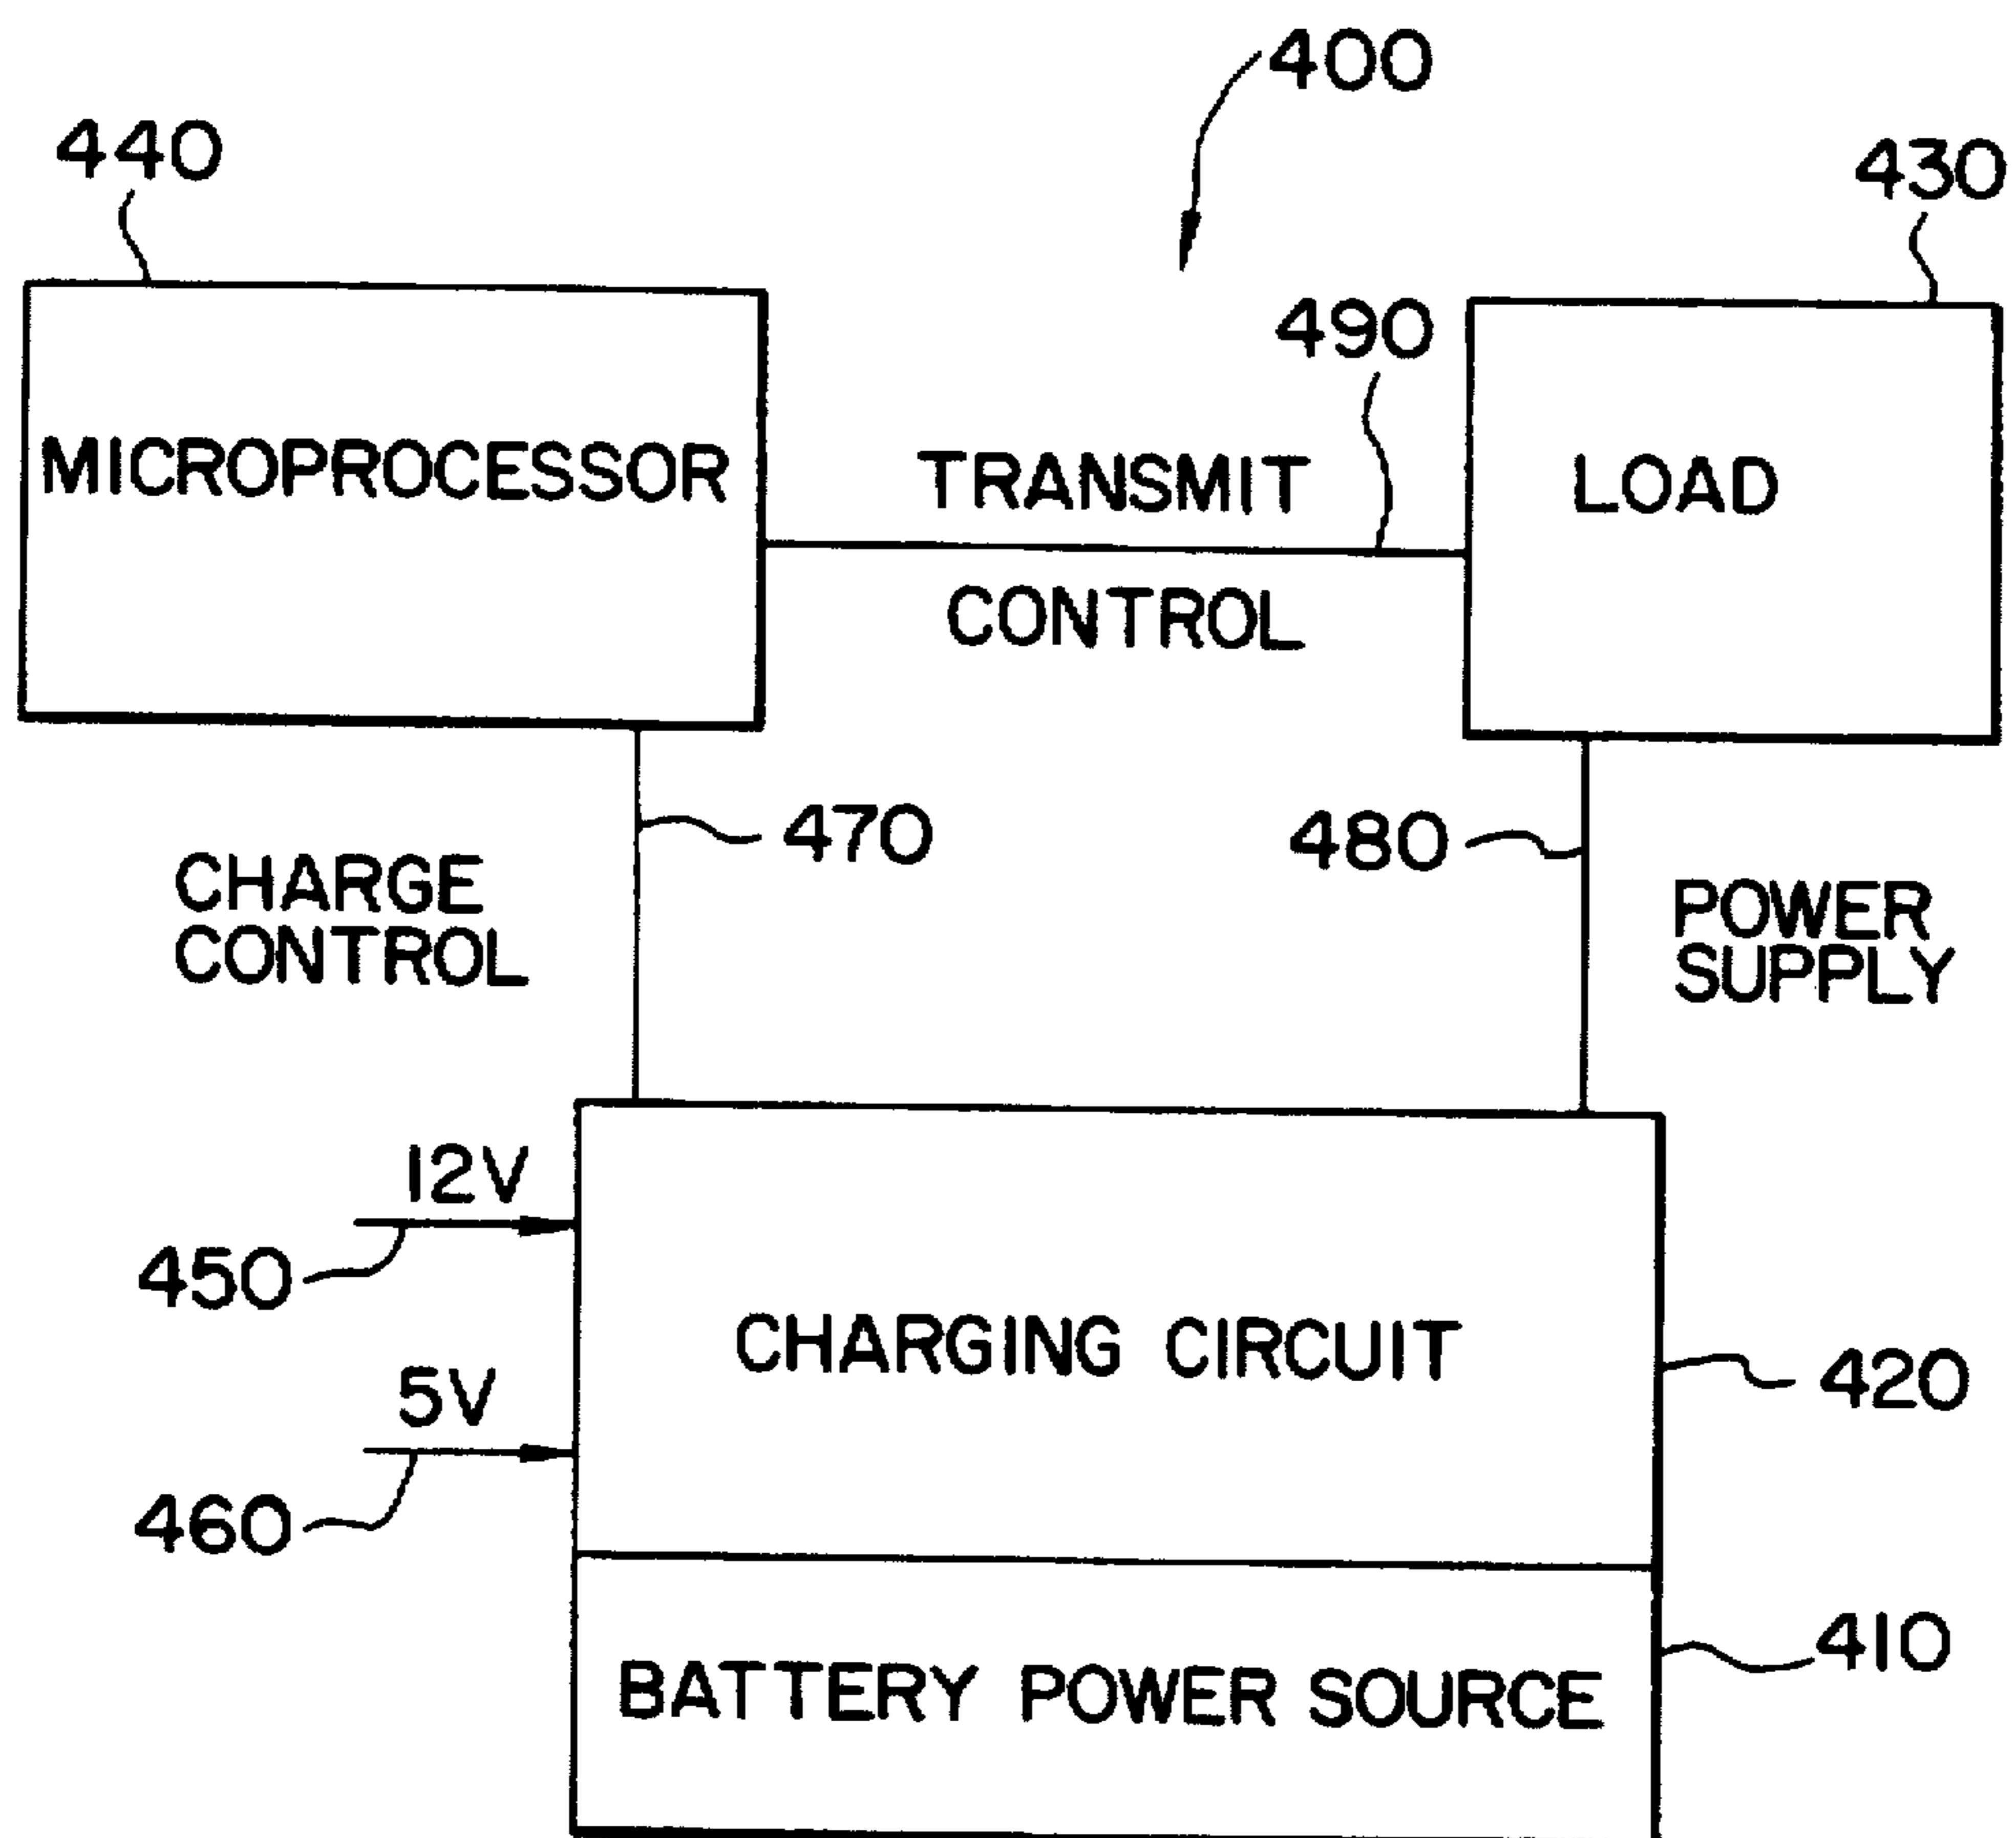 400
440
430
490
MICROPROCESSOR
TRANSMIT
LOAD
CONTROL
470
480
CHARGE
CONTROL
POWER
SUPPLY
12V
450
CHARGING CIRCUIT
5V
420
460
410
BATTERY POWER SOURCE